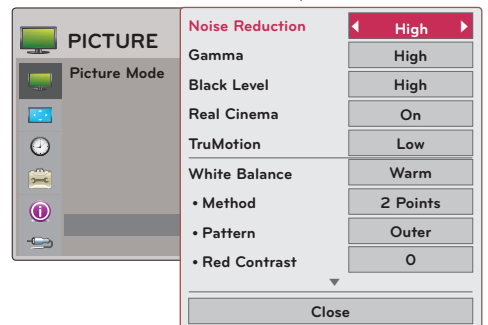 PICTURE
Picture Mode
Noise Reduction High
Gamma High
Black Level High
Real Cinema On
TruMotion Low
White Balance Warm
• Method 2 Points
• Pattern Outer
• Red Contrast 0
Close